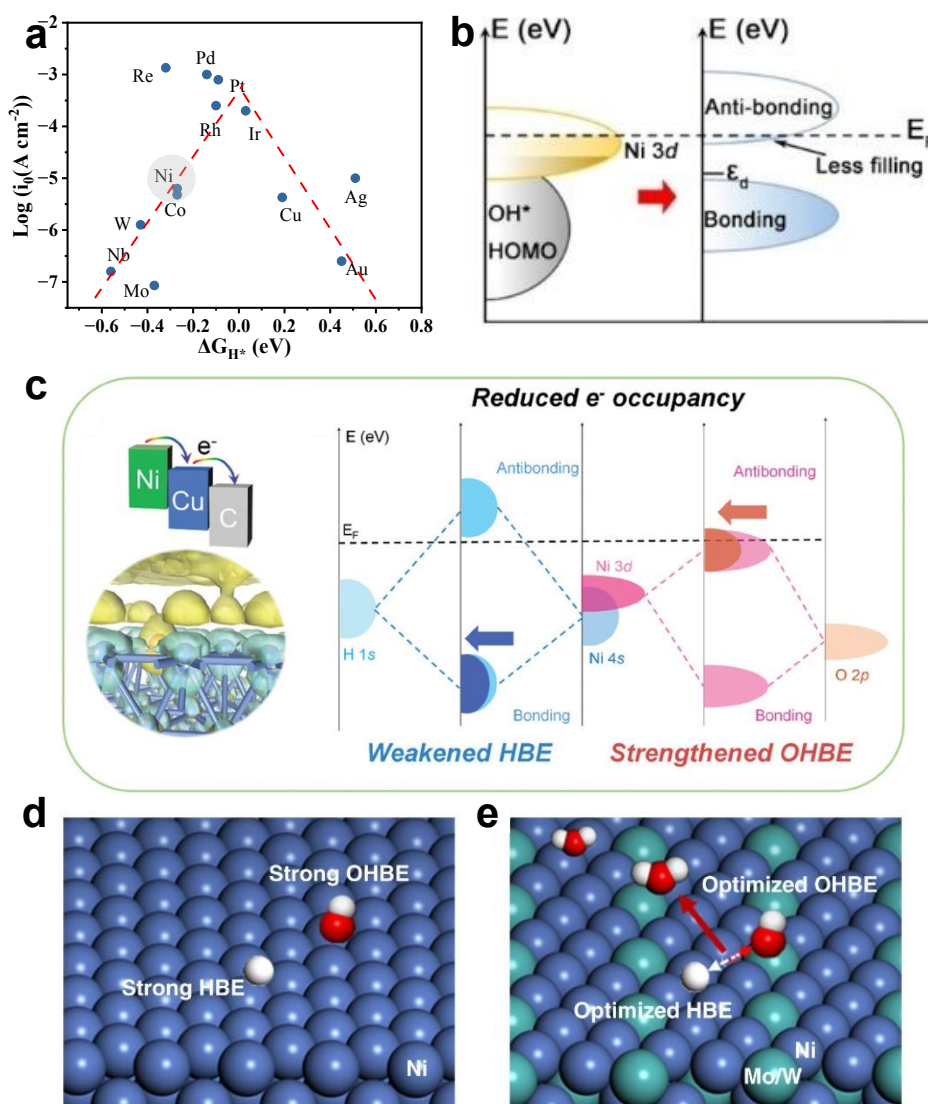 a
Log (i₀(A cm⁻²))
−2
−3
−4
−5
−6
−7
Re
Pd
Pt
Rh
Ir
Ni
Co
Ag
Cu
W
Nb
Mo
Au
−0.6
−0.4
−0.2
0.0
0.2
0.4
0.6
0.8
ΔG_H* (eV)
b
E (eV)
E (eV)
Anti-bonding
E_F
Ni 3d
Less filling
ε_d
OH*
HOMO
Bonding
c
Reduced e⁻ occupancy
e⁻
Ni
Cu
C
E (eV)
Antibonding
Antibonding
E_F
Ni 3d
H 1s
Ni 4s
O 2p
Bonding
Bonding
Weakened HBE
Strengthened OHBE
d
Strong OHBE
Strong HBE
Ni
e
Optimized OHBE
Optimized HBE
Ni
Mo/W